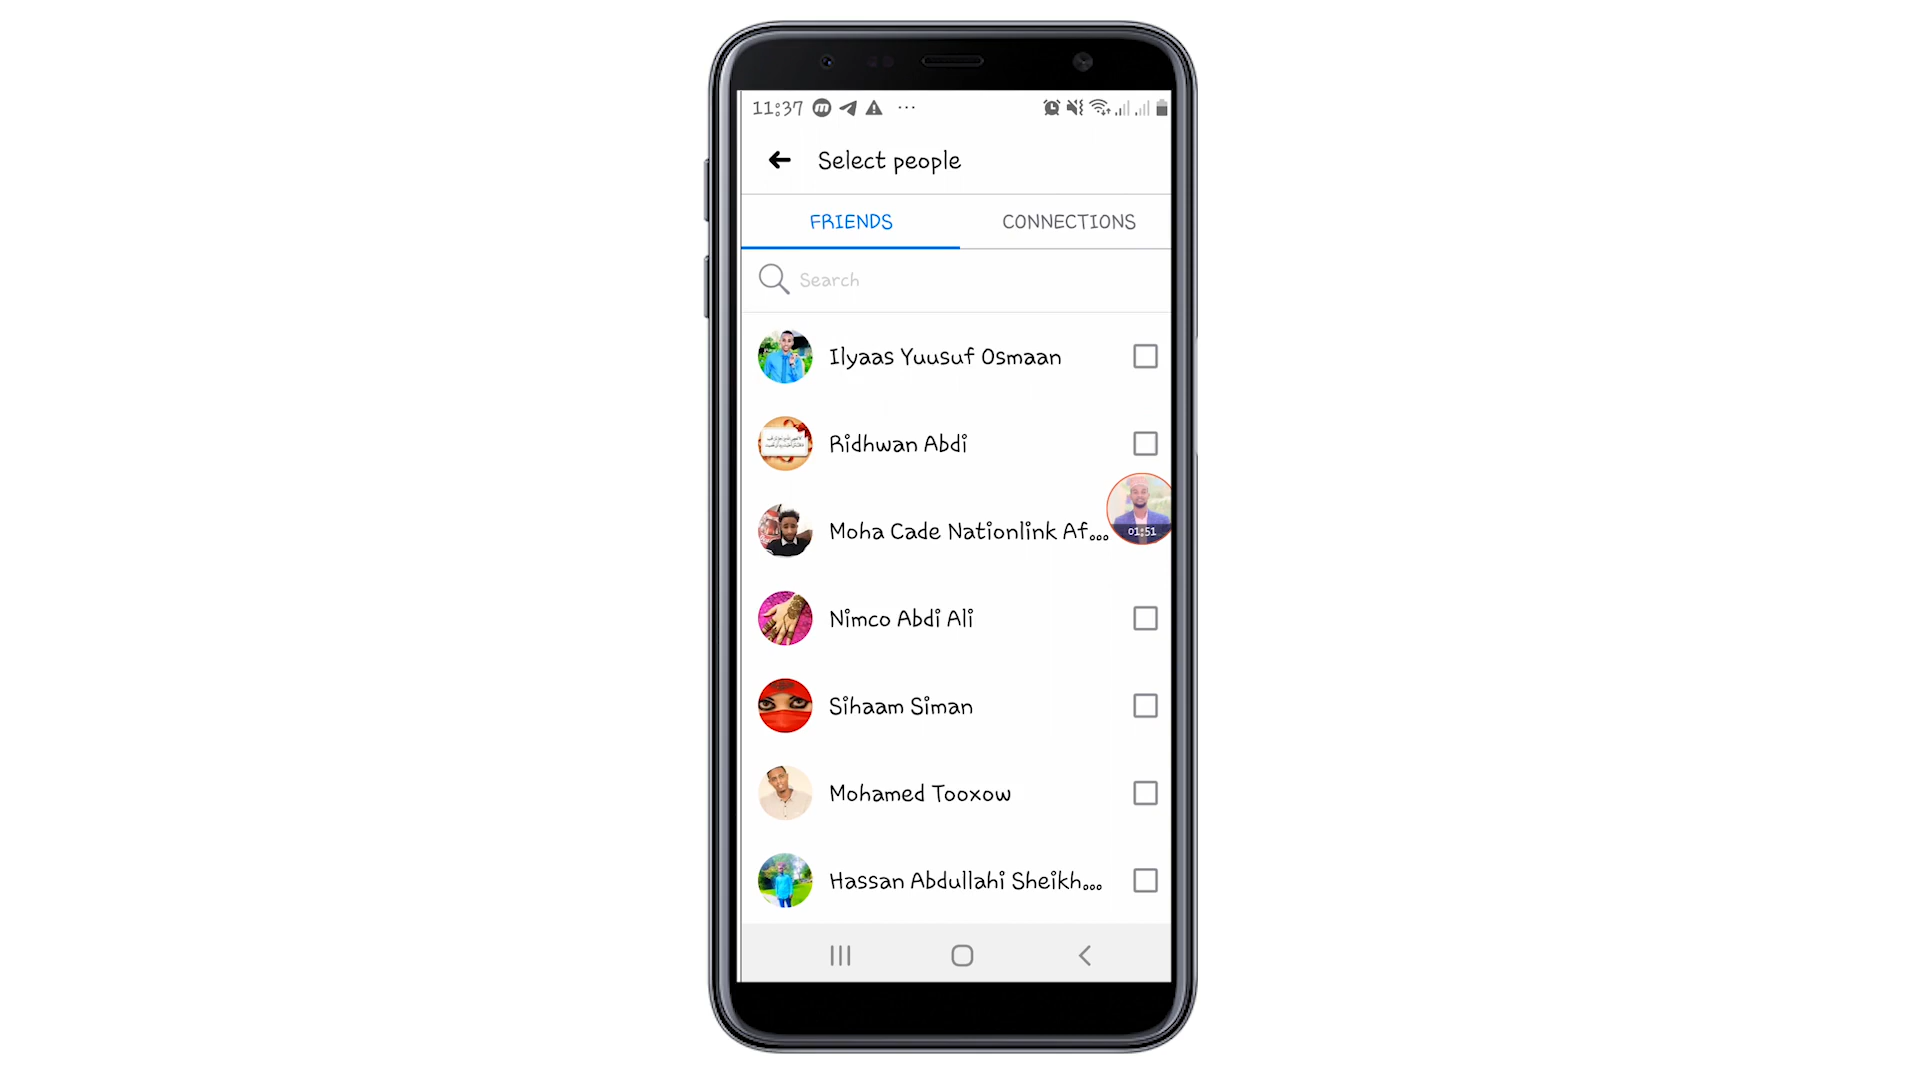 11:37
Select people
FRIENDS CONNECTIONS
Search
Ilyaas Yuusuf Osmaan
Ridhwan Abdi
Moha Cade Nationlink Af...
01:51
Nimco Abdi Ali
Sihaam Siman
Mohamed Tooxow
Hassan Abdullahi Sheikh...